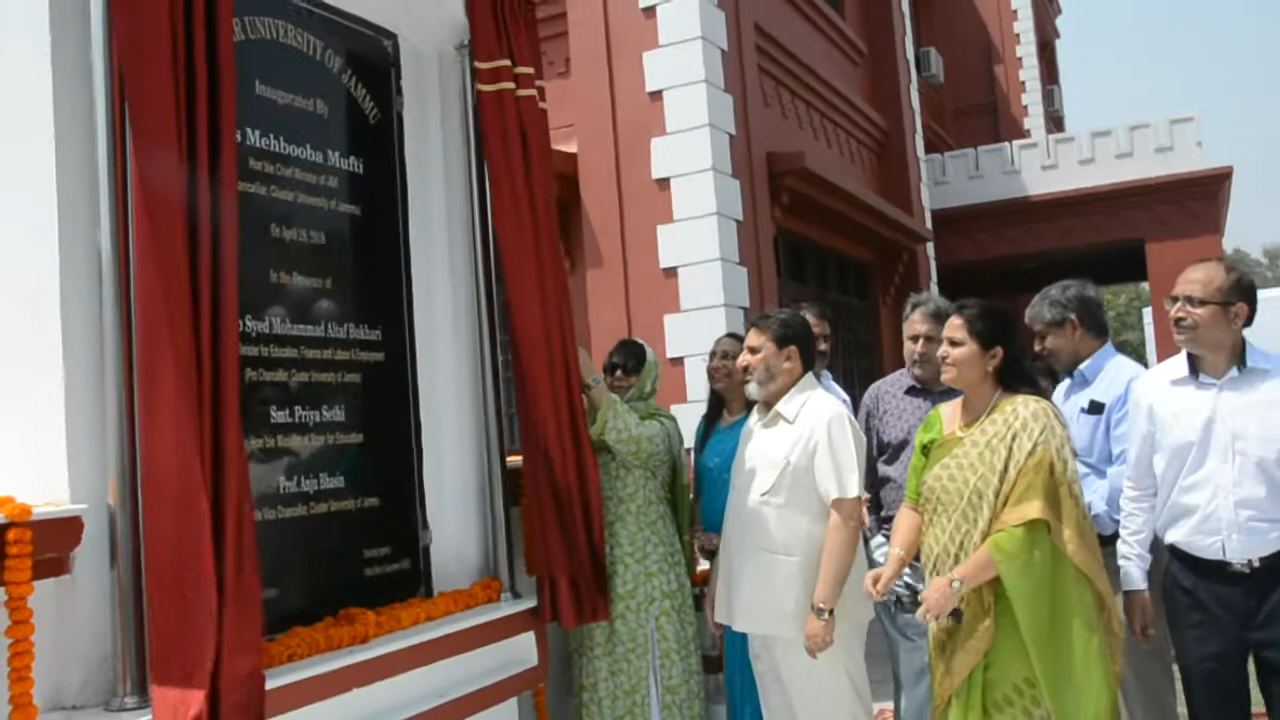 R UNIVERSITY OF JAMMU
Inaugurated By
s Mehbooba Mufti
Hon'ble Chief Minister of J&K
ancellor, Cluster University of Jammu)
On April 28, 2018
In the Presence of
Syed Mohammad Altaf Bukhari
inister for Education, Finance and Labour & Employment
(Pro Chancellor, Cluster University of Jammu)
Smt. Priya Sethi
Hon'ble Minister of State for Education
Prof. Anju Bhasin
Vice Chancellor, Cluster University of Jammu